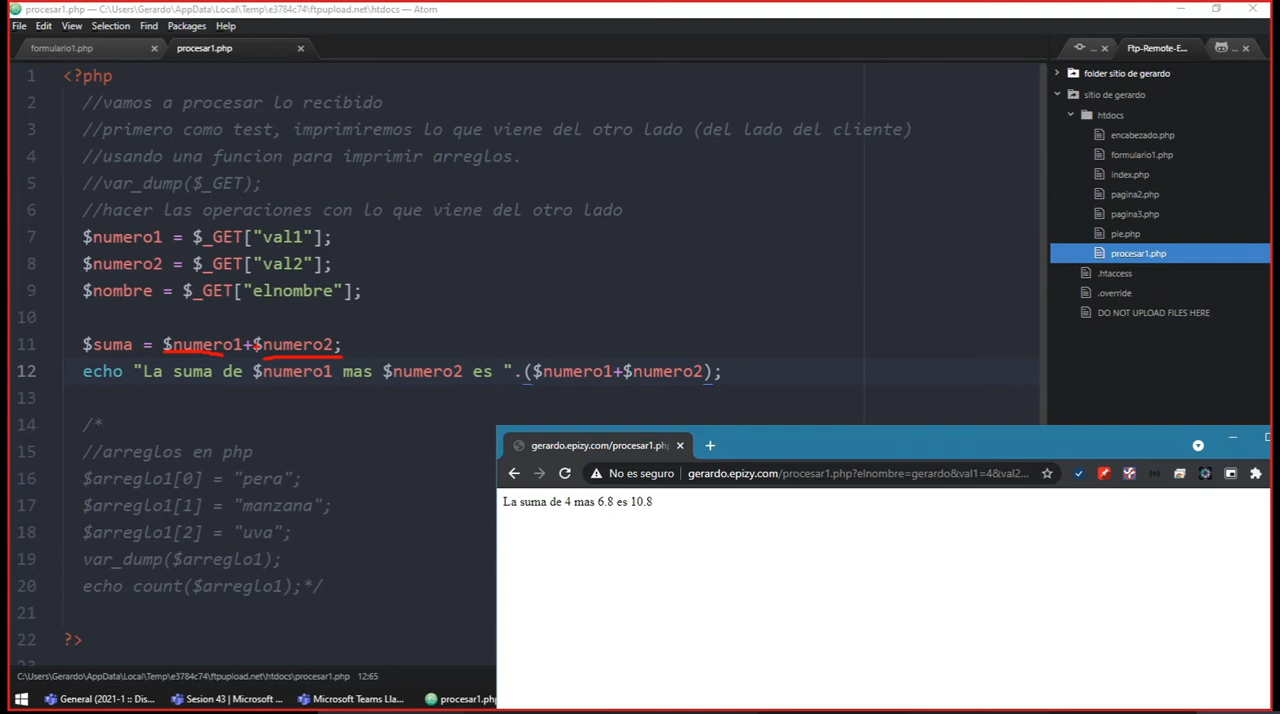 procesar1.php — C:\Users\Gerardo\AppData\Local\Temp\e3784c74\ftpupload.net\htdocs — Atom
File Edit View Selection Find Packages Help
formulario1.php procesar1.php ... Ftp-Remote-E... ...
1 <?php
2 //vamos a procesar lo recibido
3 //primero como test, imprimiremos lo que viene del otro lado (del lado del cliente)
4 //usando una funcion para imprimir arreglos.
5 //var_dump($_GET);
6 //hacer las operaciones con lo que viene del otro lado
7 $numero1 = $_GET["val1"];
8 $numero2 = $_GET["val2"];
9 $nombre = $_GET["elnombre"];
10
11 $suma = $numero1+$numero2;
12 echo "La suma de $numero1 mas $numero2 es ".($numero1+$numero2);
13
14 /*
15 //arreglos en php
16 $arreglo1[0] = "pera";
17 $arreglo1[1] = "manzana";
18 $arreglo1[2] = "uva";
19 var_dump($arreglo1);
20 echo count($arreglo1);*/
21
22 ?>
23
folder sitio de gerardo
sitio de gerardo
htdocs
encabezado.php
formulario1.php
index.php
pagina2.php
pagina3.php
pie.php
procesar1.php
.htaccess
.override
DO NOT UPLOAD FILES HERE
gerardo.epizy.com/procesar1.php
No es seguro gerardo.epizy.com/procesar1.php?elnombre=gerardo&val1=4&val2...
La suma de 4 mas 6.8 es 10.8
C:\Users\Gerardo\AppData\Local\Temp\e3784c74\ftpupload.net\htdocs\procesar1.php 12:65
General (2021-1 :: Dis... Sesion 43 | Microsoft ... Microsoft Teams Lla... procesar1.php